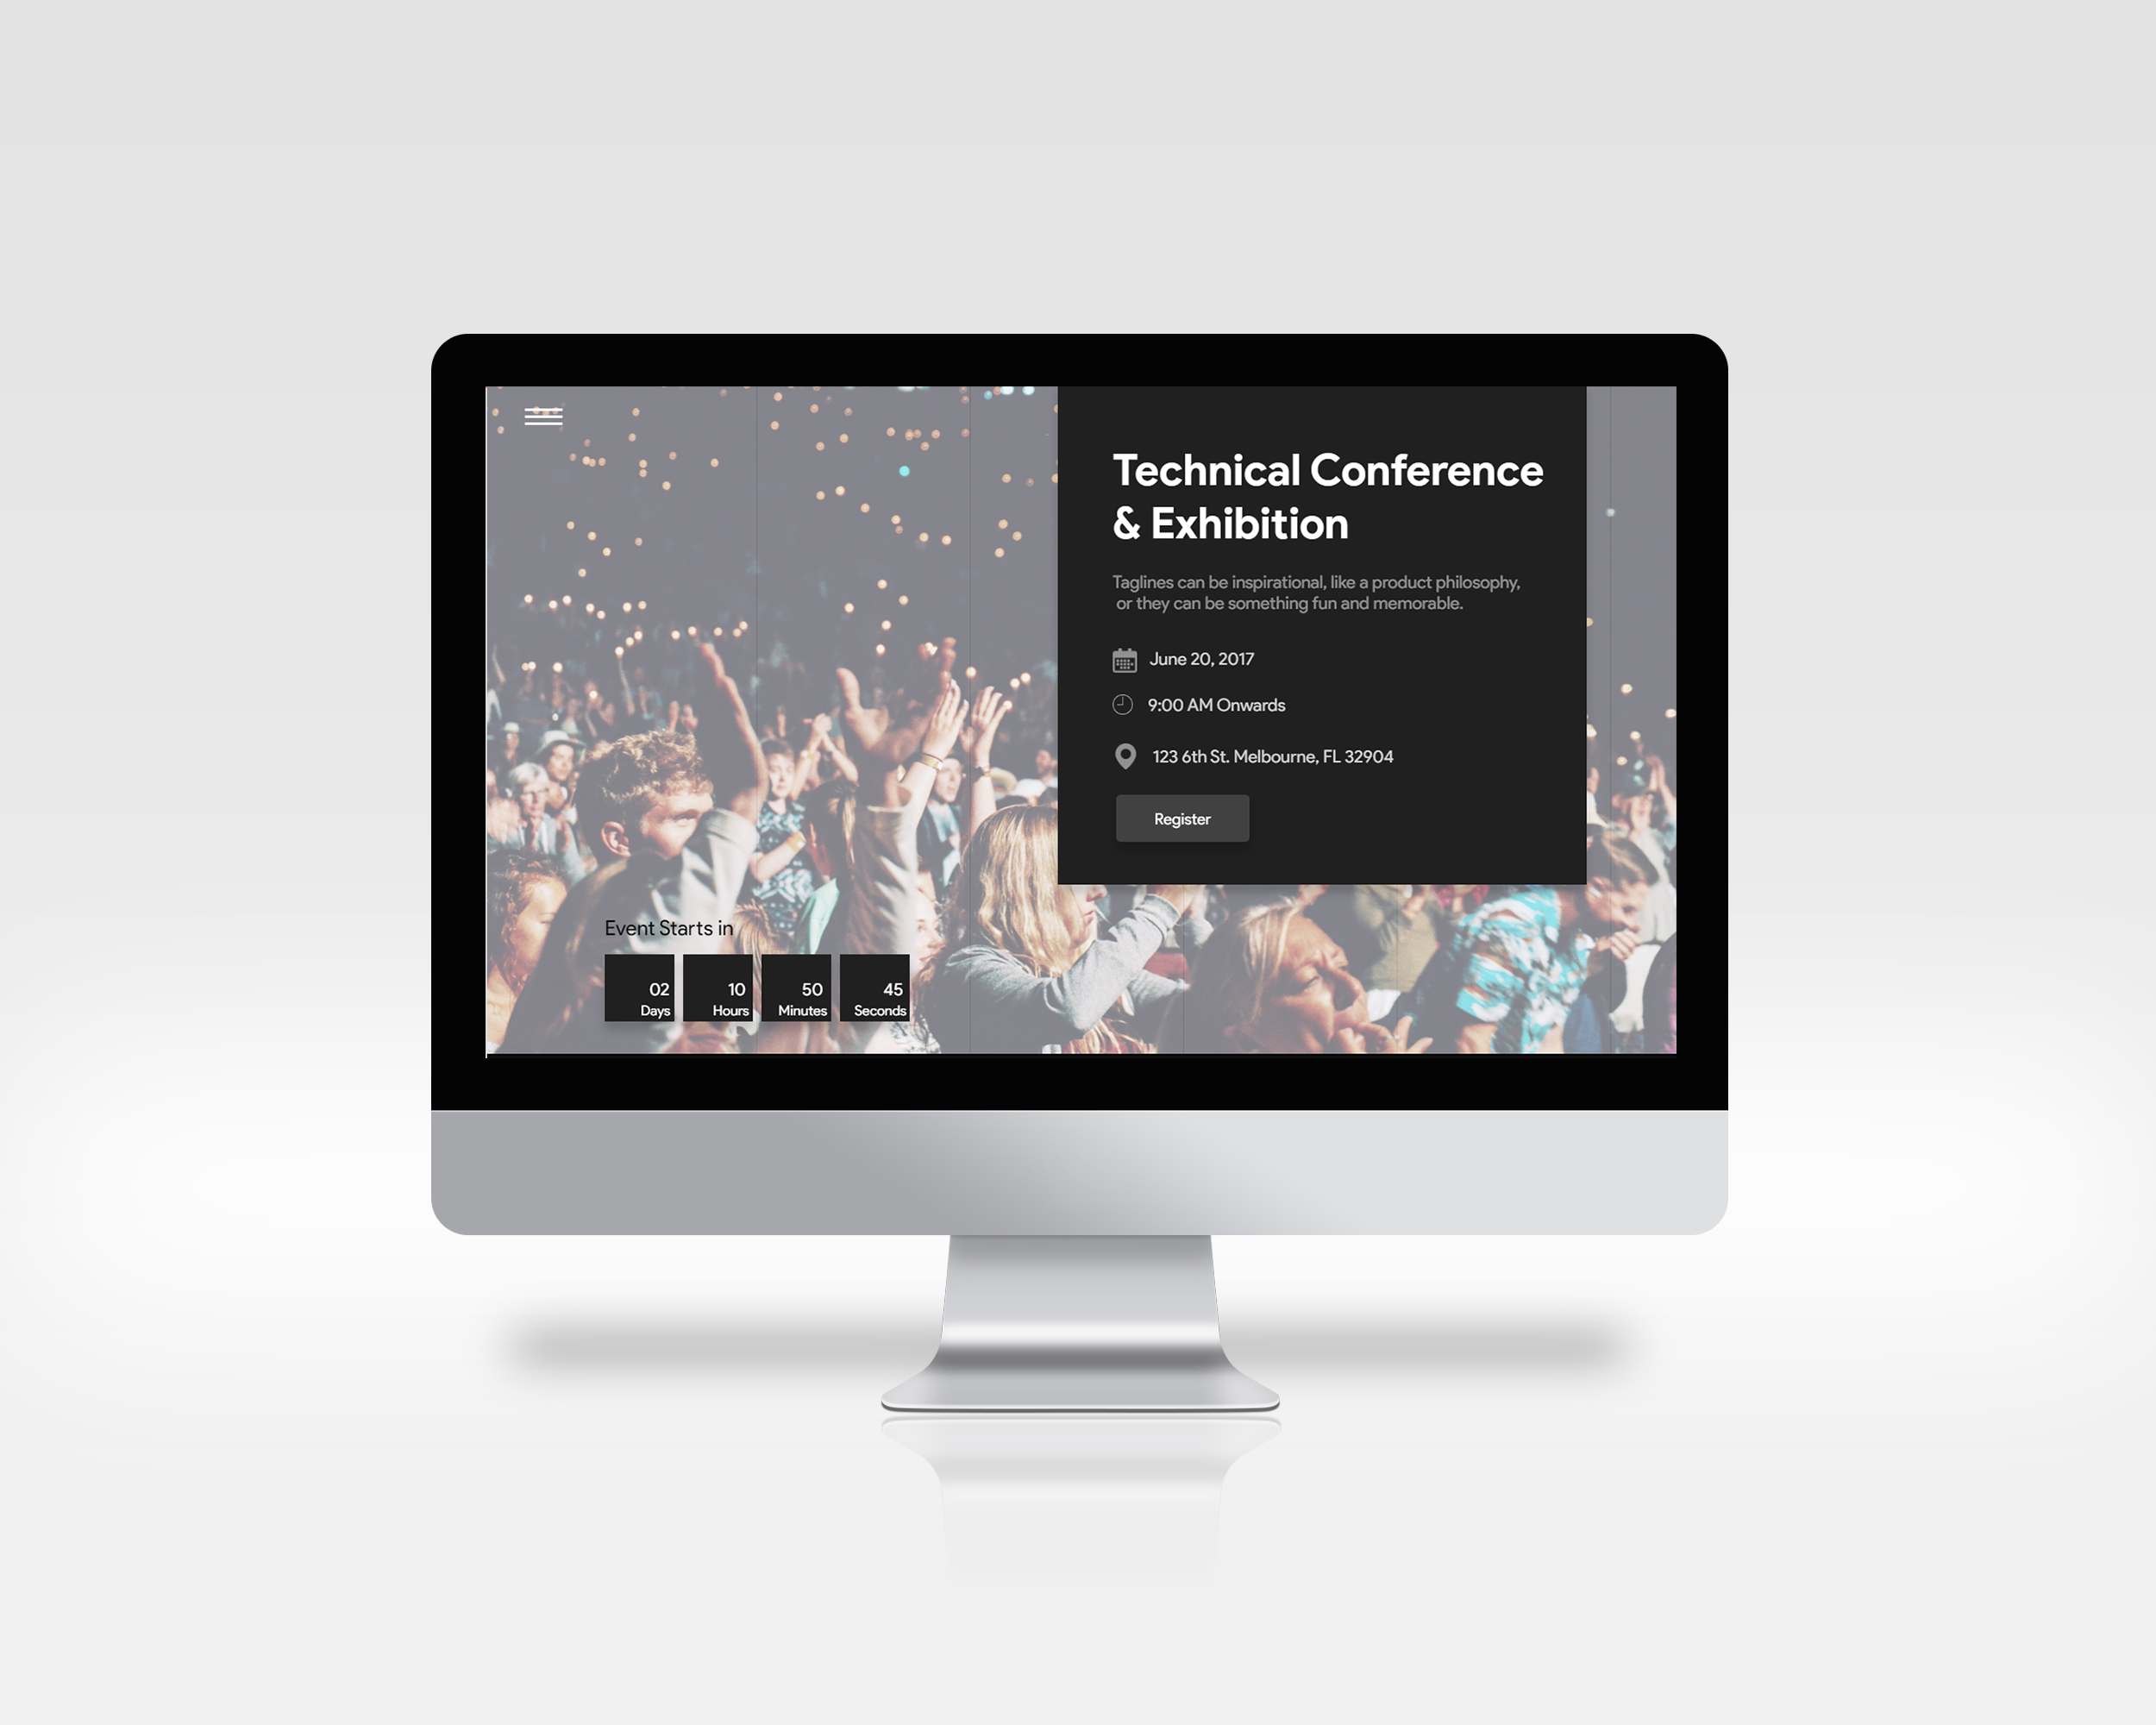 Technical Conference
& Exhibition
Taglines can be inspirational, like a product philosophy,
or they can be something fun and memorable.
June 20, 2017
9:00 AM Onwards
123 6th St. Melbourne, FL 32904
Register
Event Starts in
02 10 50 45
Days Hours Minutes Seconds